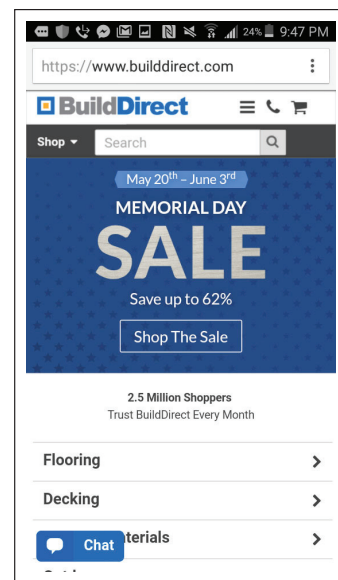 24% 9:47 PM
https://www.builddirect.com
BuildDirect
Shop
Search
May 20th – June 3rd
MEMORIAL DAY
SALE
Save up to 62%
Shop The Sale
2.5 Million Shoppers
Trust BuildDirect Every Month
Flooring
Decking
Chat